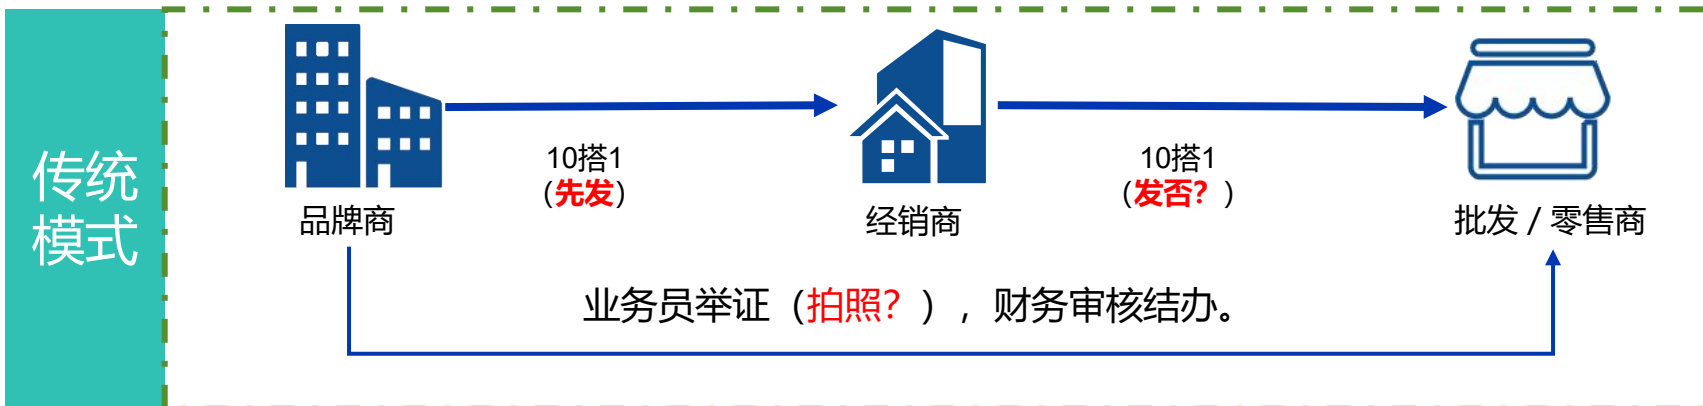 传统
模式
10搭1
（先发）
10搭1
（发否？）
品牌商
经销商
批发 / 零售商
业务员举证（拍照？），财务审核结办。